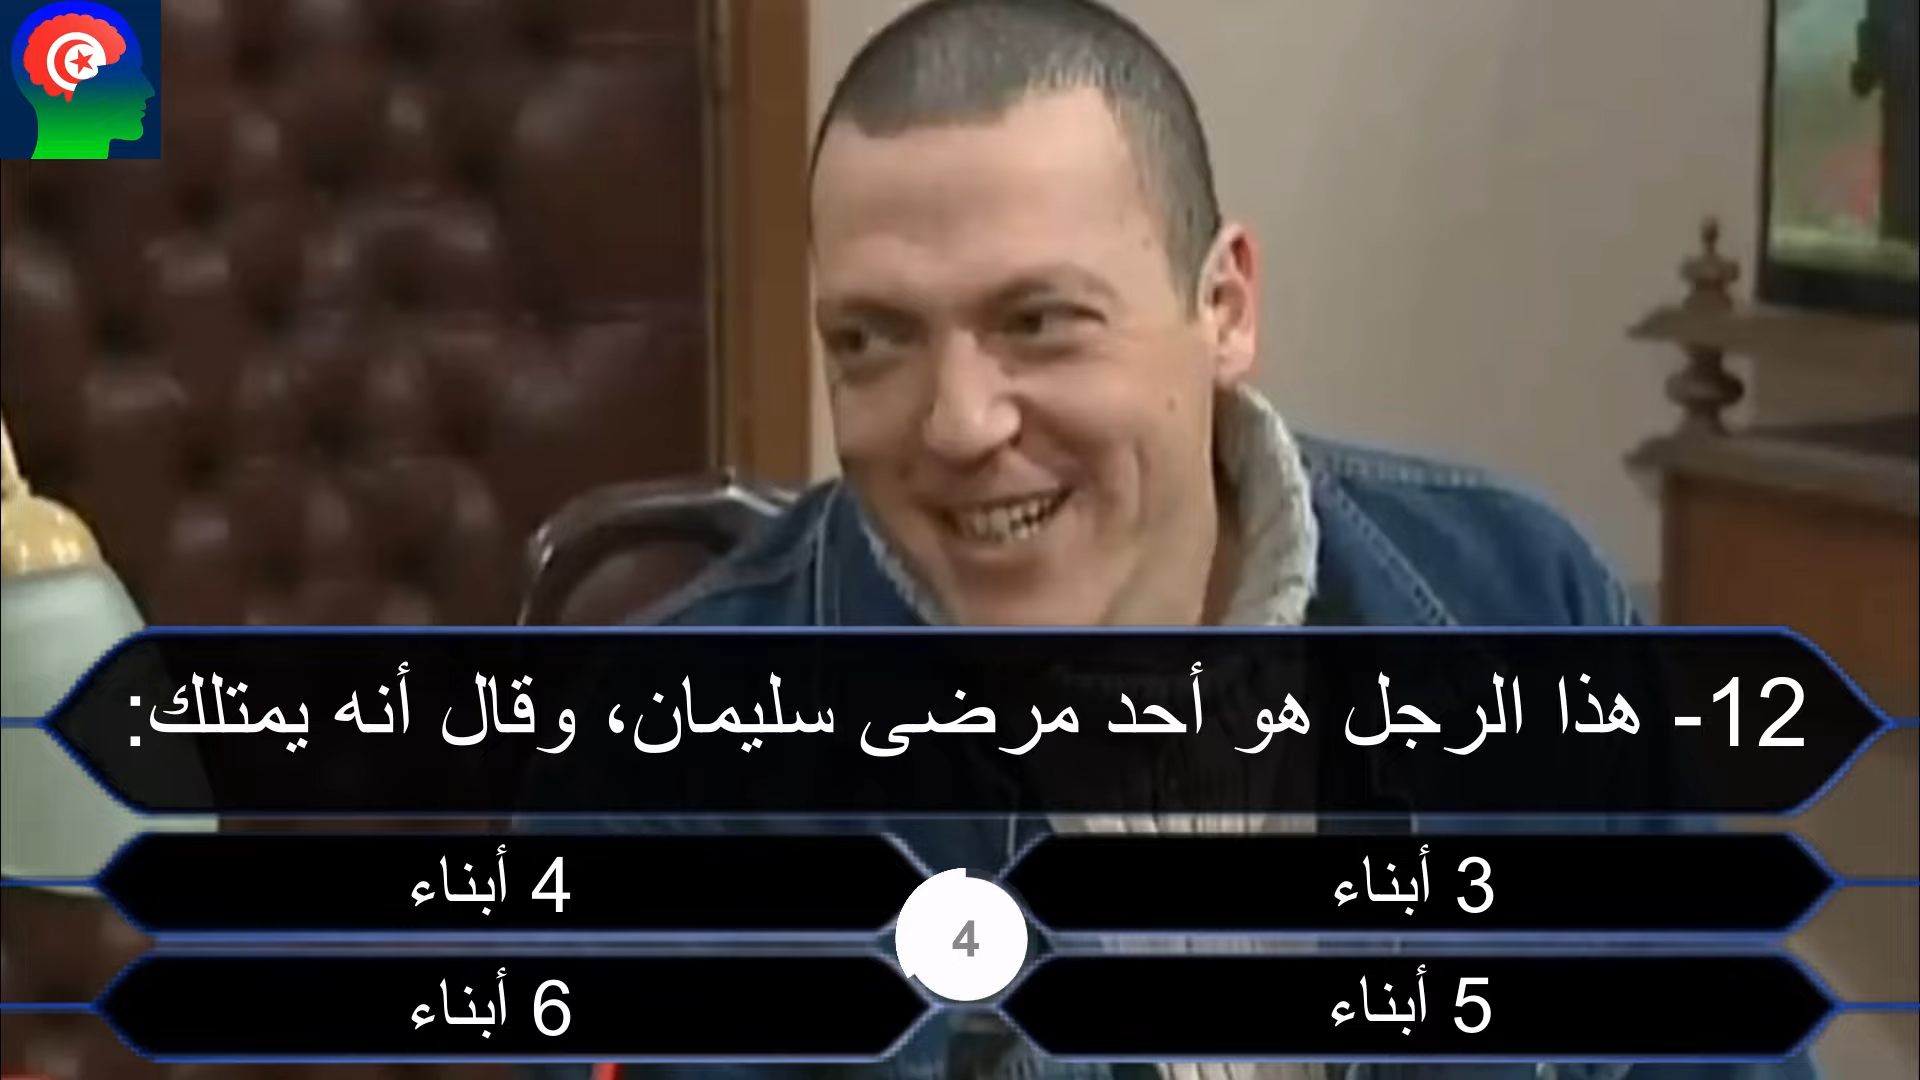 12- هذا الرجل هو أحد مرضى سليمان، وقال أنه يمتلك:
3 أبناء
4 أبناء
4
5 أبناء
6 أبناء